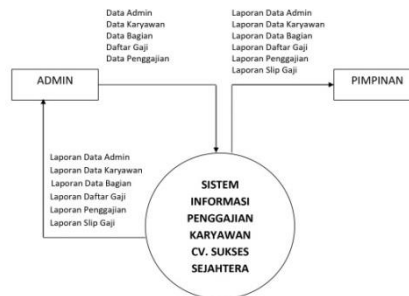 Data Admin
Data Karyawan
Data Bagian
Daftar Gaji
Data Penggajian
Laporan Data Admin
Laporan Data Karyawan
Laporan Data Bagian
Laporan Daftar Gaji
Laporan Penggajian
Laporan Slip Gaji
ADMIN
PIMPINAN
Laporan Data Admin
Laporan Data Karyawan
Laporan Data Bagian
Laporan Daftar Gaji
Laporan Penggajian
Laporan Slip Gaji
SISTEM
INFORMASI
PENGGAJIAN
KARYAWAN
CV. SUKSES
SEJAHTERA